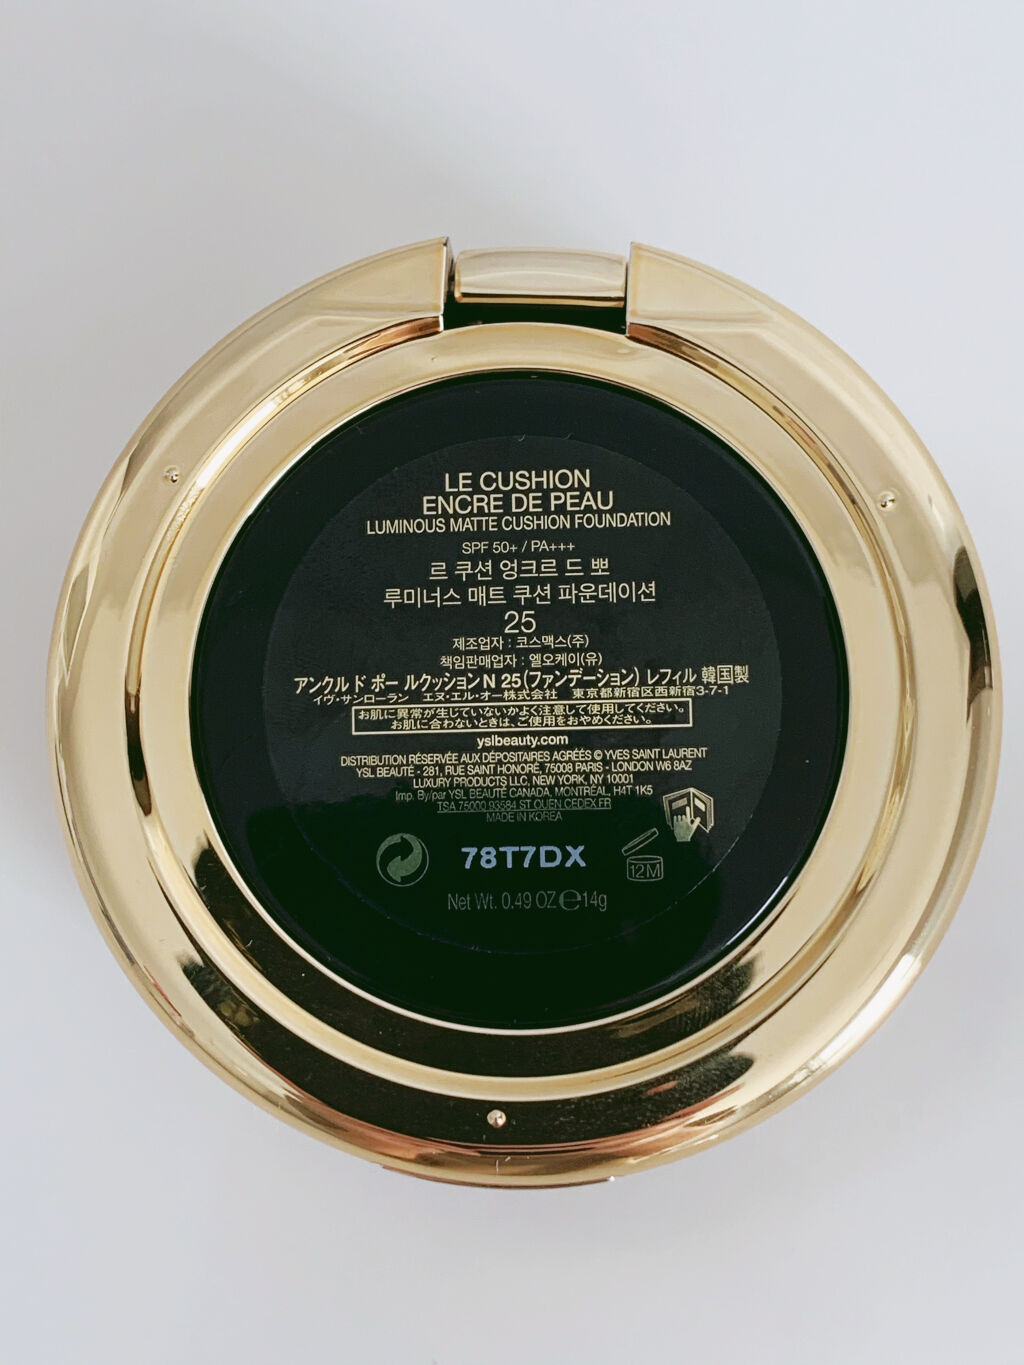 LE CUSHION
ENCRE DE PEAU
LUMINOUS MATTE CUSHION FOUNDATION
SPF 50+ / PA+++
르 쿠션 엉크르 드 뽀
루미너스 매트 쿠션 파운데이션
25
제조업자 : 코스맥스(주)
책임판매업자 : 엘오케이(유)
アンクル ド ポー ルクッション N 25 (ファンデーション) レフィル 韓国製
イヴ・サンローラン エヌ・エル・オー株式会社 東京都新宿区西新宿3-7-1
お肌に異常が生じていないかよく注意して使用してください。
お肌に合わないときは、ご使用をおやめください。
yslbeauty.com
DISTRIBUTION RÉSERVÉE AUX DÉPOSITAIRES AGRÉÉS © YVES SAINT LAURENT
YSL BEAUTÉ - 281, RUE SAINT HONORÉ, 75008 PARIS - LONDON W6 8AZ
LUXURY PRODUCTS LLC, NEW YORK, NY 10001
Imp. By/par YSL BEAUTÉ CANADA, MONTRÉAL, H4T 1K5
TSA 75000 93584 ST OUEN CEDEX FR
MADE IN KOREA
78T7DX
12M
Net Wt. 0.49 OZ ℮ 14g